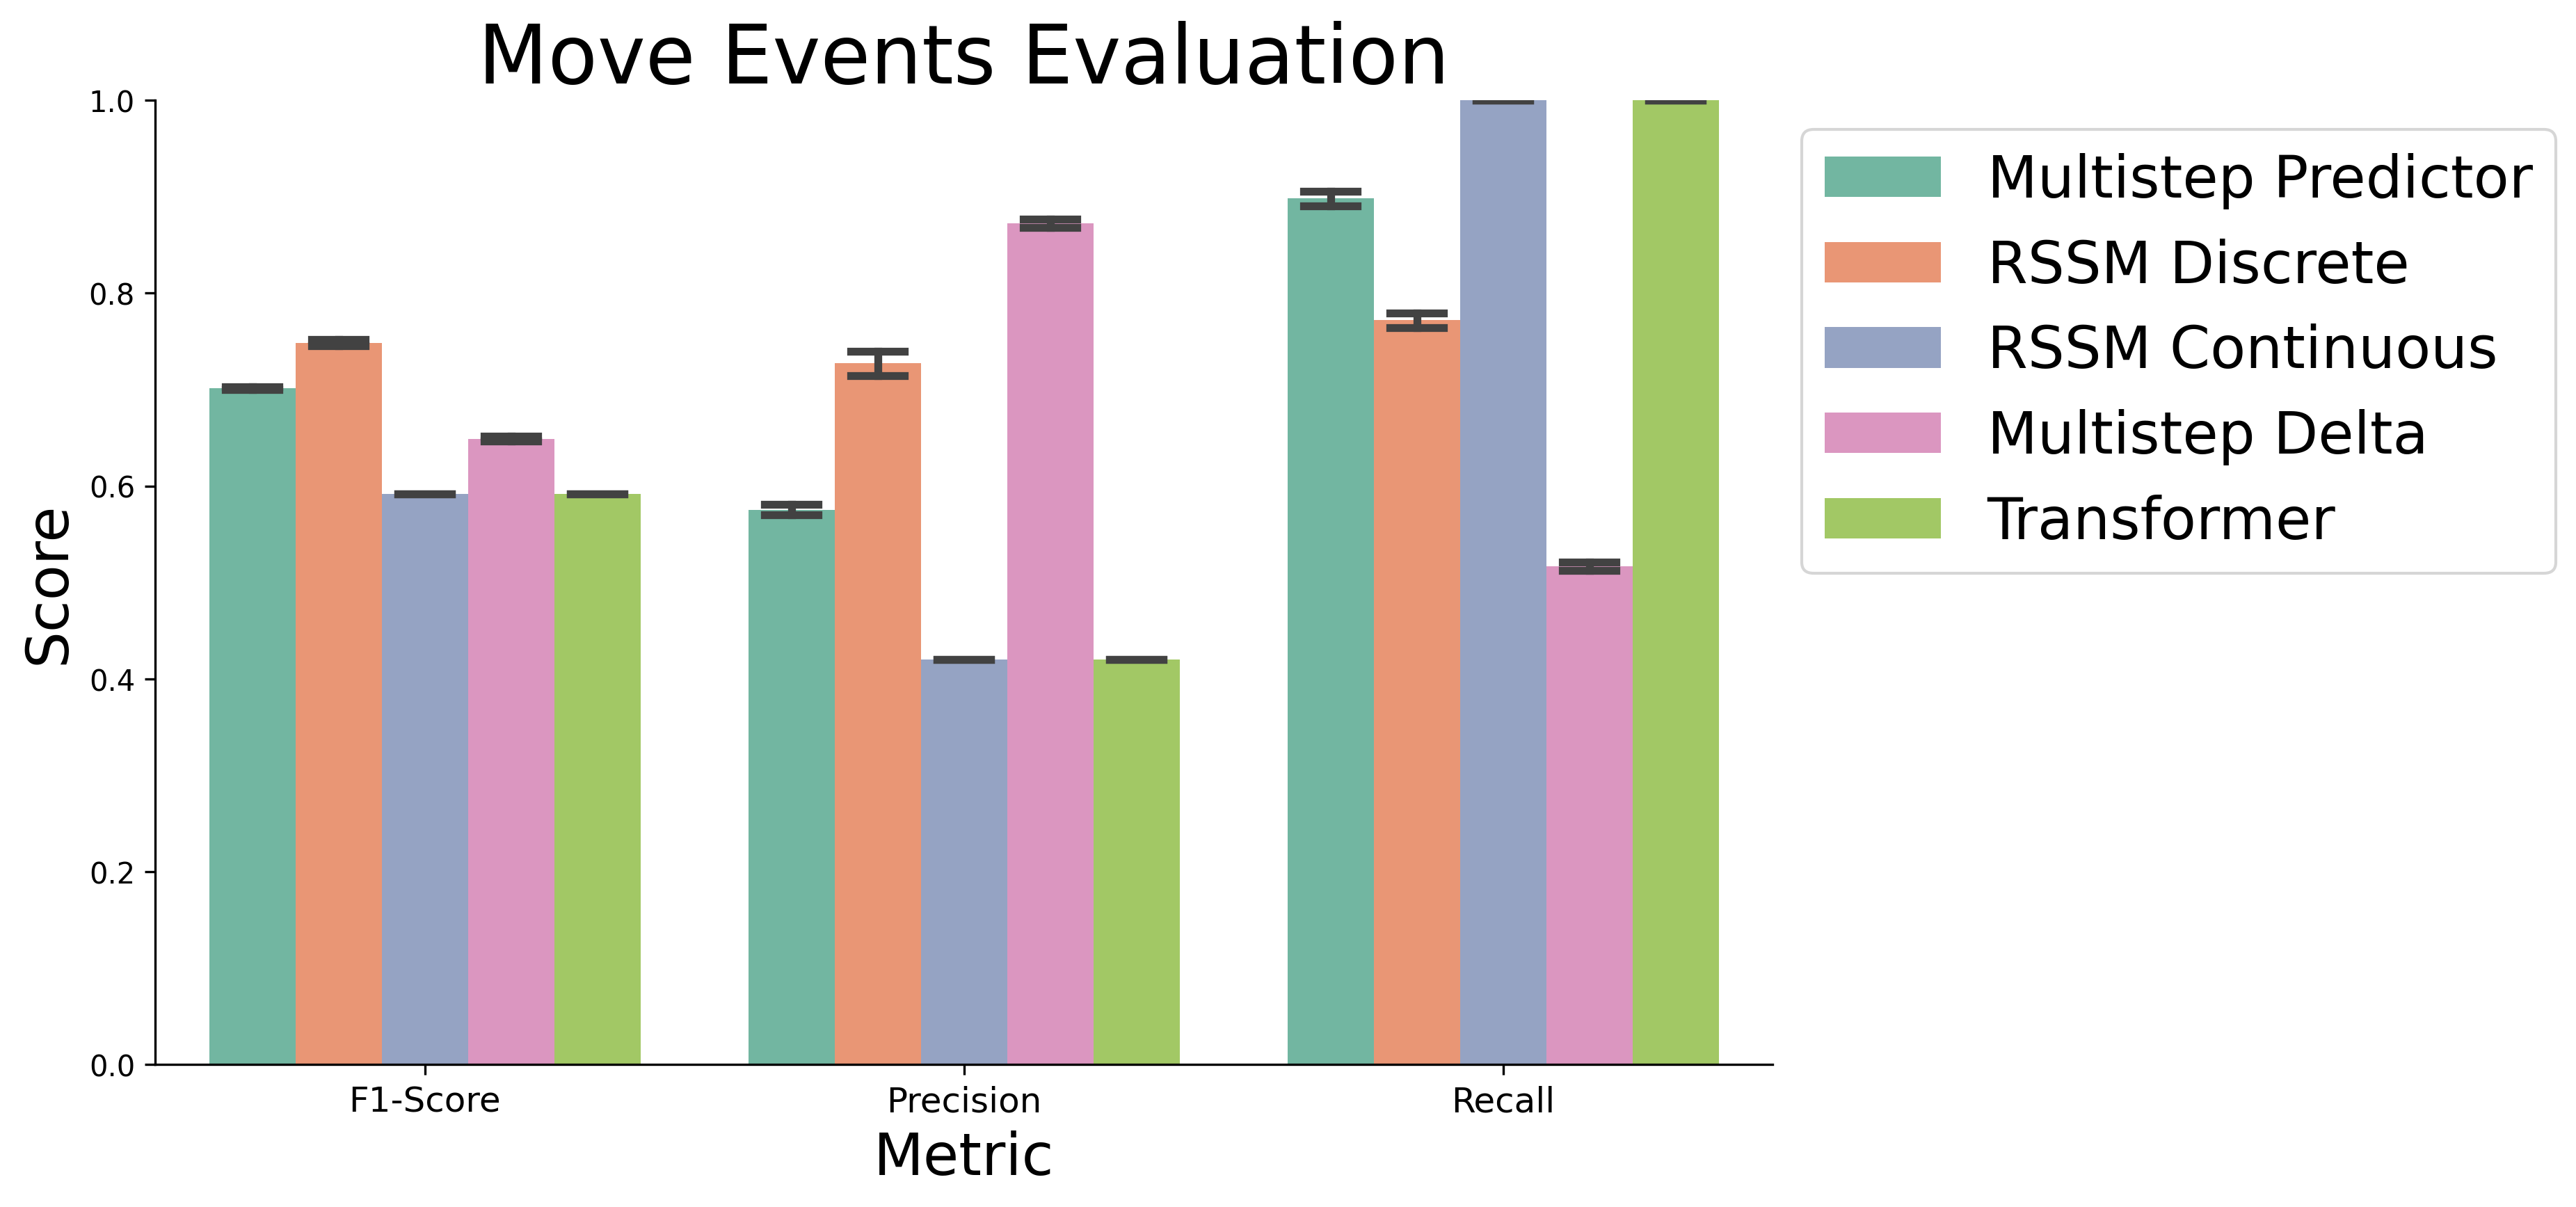 Move Events Evaluation
1.0
0.8
0.6
0.4
0.2
0.0
Score
F1-Score
Precision
Recall
Metric
Multistep Predictor
RSSM Discrete
RSSM Continuous
Multistep Delta
Transformer